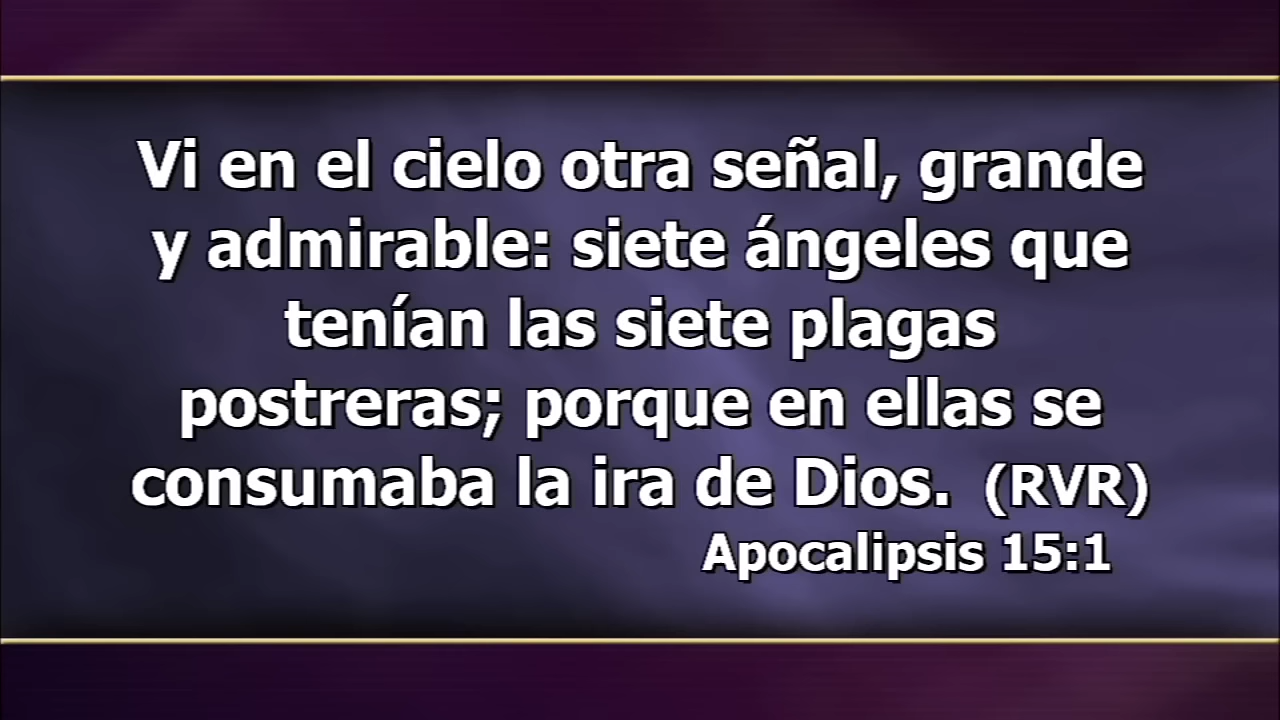 Vi en el cielo otra señal, grande
y admirable: siete ángeles que
tenían las siete plagas
postreras; porque en ellas se
consumaba la ira de Dios. (RVR)
Apocalipsis 15:1